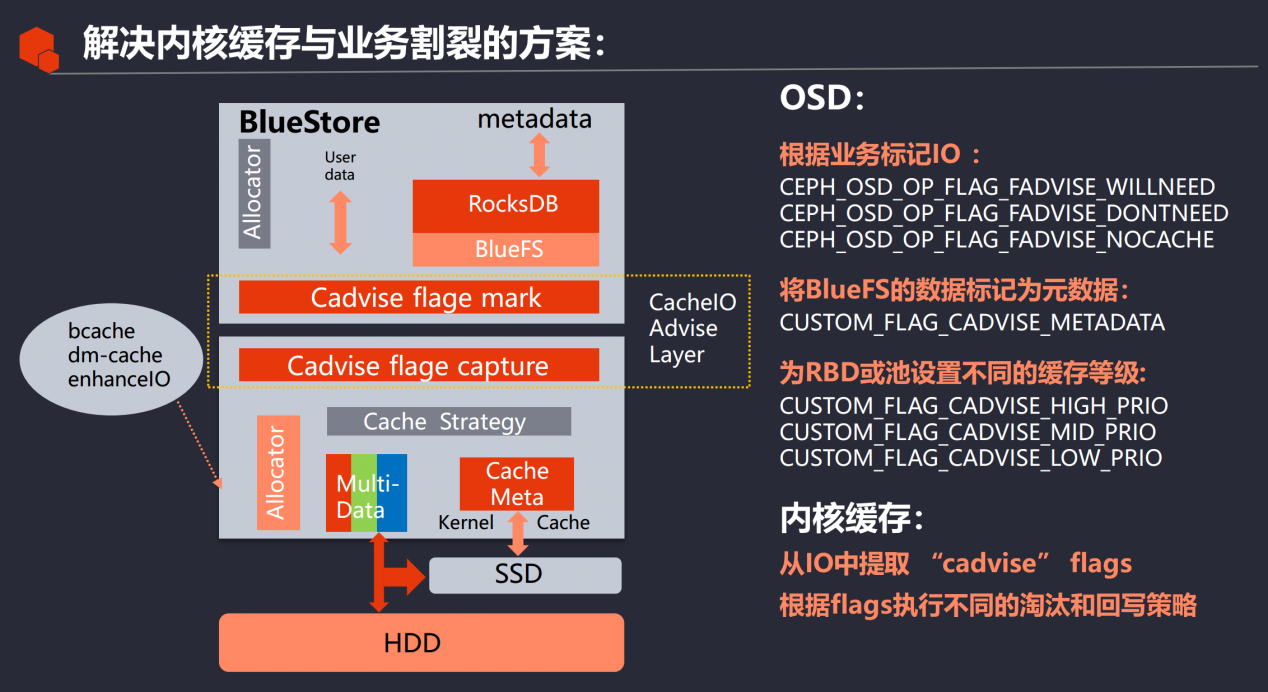 解决内核缓存与业务割裂的方案：
BlueStore
metadata
Allocator
User
data
RocksDB
BlueFS
Cadvise flage mark
CacheIO
Advise
Layer
bcache
dm-cache
enhanceIO
Cadvise flage capture
Cache Strategy
Allocator
Multi-
Data
Cache
Meta
Kernel Cache
SSD
HDD
OSD：
根据业务标记IO ：
CEPH_OSD_OP_FLAG_FADVISE_WILLNEED
CEPH_OSD_OP_FLAG_FADVISE_DONTNEED
CEPH_OSD_OP_FLAG_FADVISE_NOCACHE
将BlueFS的数据标记为元数据：
CUSTOM_FLAG_CADVISE_METADATA
为RBD或池设置不同的缓存等级:
CUSTOM_FLAG_CADVISE_HIGH_PRIO
CUSTOM_FLAG_CADVISE_MID_PRIO
CUSTOM_FLAG_CADVISE_LOW_PRIO
内核缓存：
从IO中提取 “cadvise” flags
根据flags执行不同的淘汰和回写策略